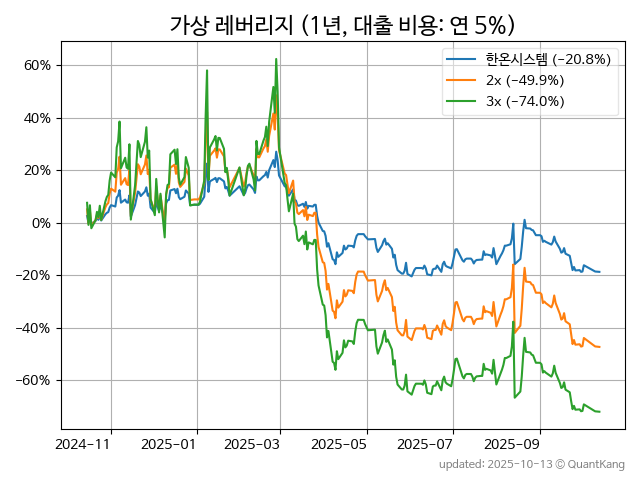 가상 레버리지 (1년, 대출 비용: 연 5%)
한온시스템 (-20.8%)
2x (-49.9%)
3x (-74.0%)
60%
40%
20%
0%
-20%
-40%
-60%
2024-11
2025-01
2025-03
2025-05
2025-07
2025-09
updated: 2025-10-13 © QuantKang